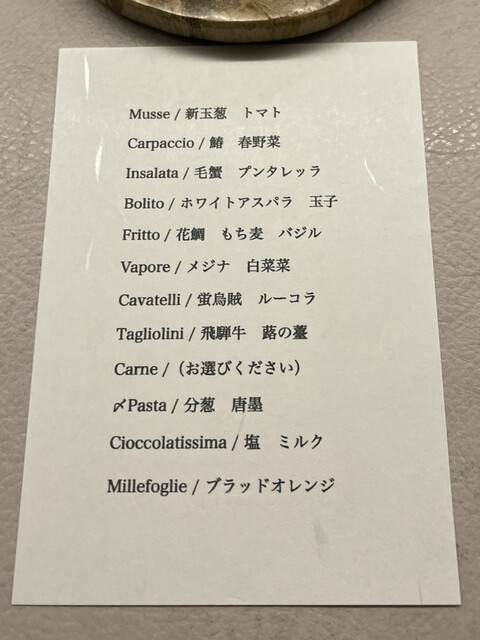 Musse / 新玉葱　トマト
Carpaccio / 鰆　春野菜
Insalata / 毛蟹　プンタレッラ
Bolito / ホワイトアスパラ　玉子
Fritto / 花鯛　もち麦　バジル
Vapore / メジナ　白菜菜
Cavatelli / 蛍烏賊　ルーコラ
Tagliolini / 飛騨牛　蕗の薹
Carne /（お選びください）
〆Pasta / 分葱　唐墨
Cioccolatissima / 塩　ミルク
Millefoglie / ブラッドオレンジ